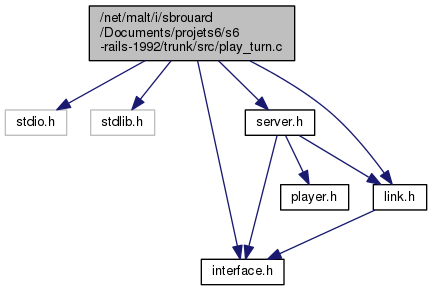 /net/malt/i/sbrouard
/Documents/projets6/s6
-rails-1992/trunk/src/play_turn.c
stdio.h
stdlib.h
server.h
player.h
link.h
interface.h